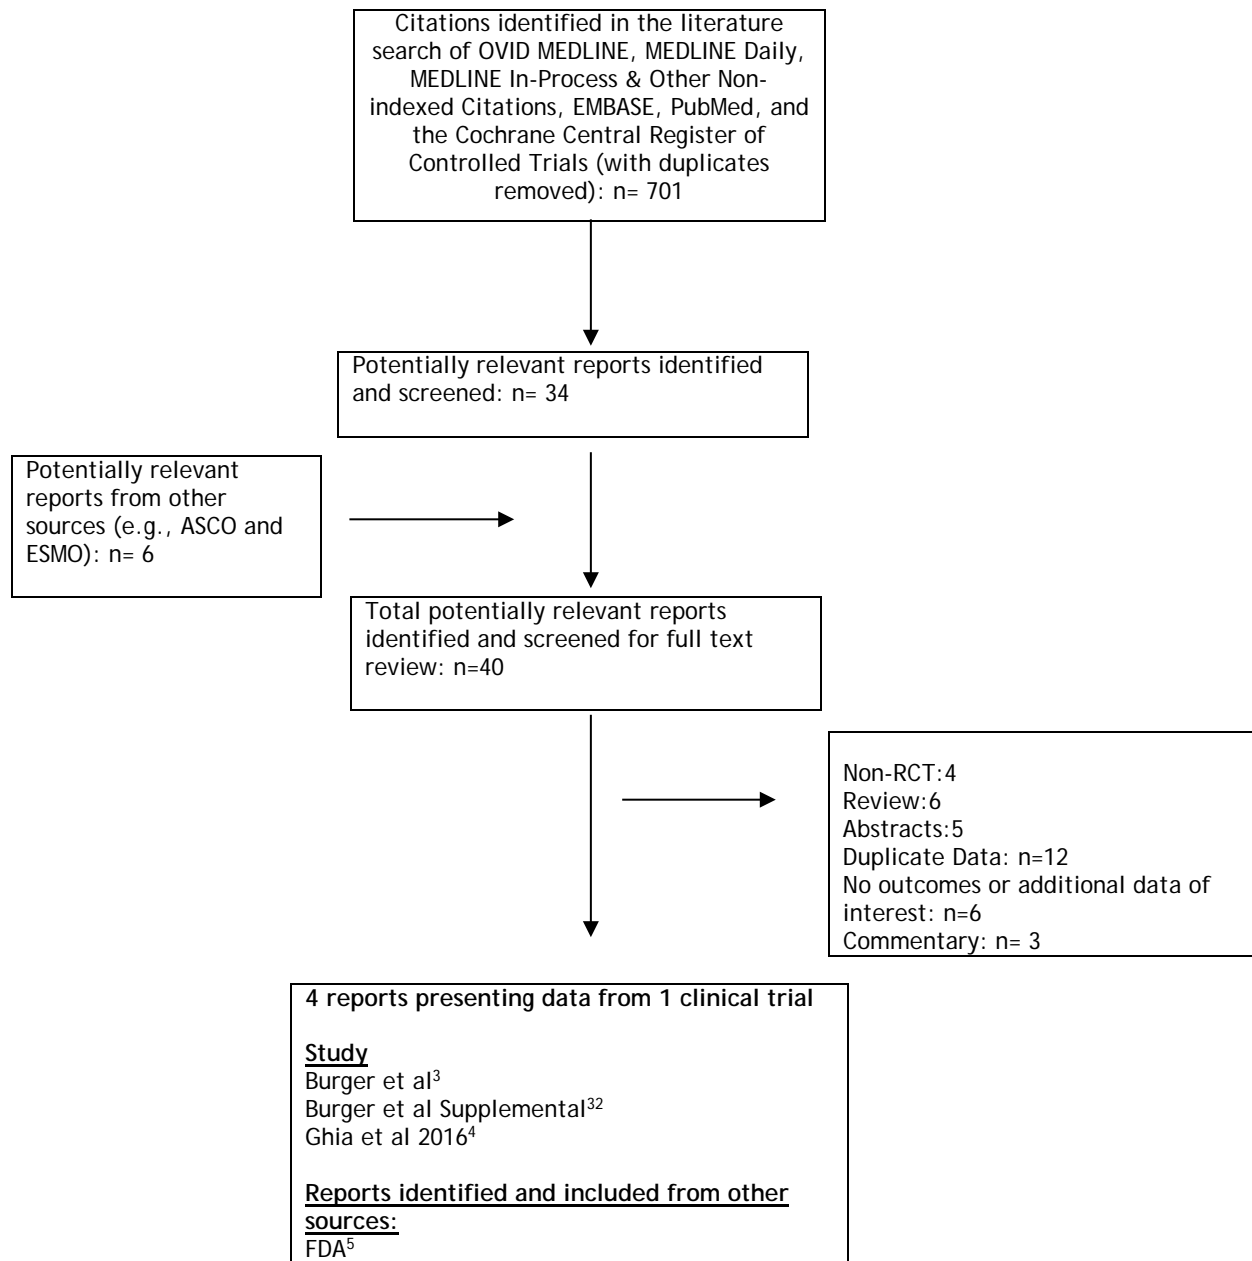 Citations identified in the literature
search of OVID MEDLINE, MEDLINE Daily,
MEDLINE In-Process & Other Non-
indexed Citations, EMBASE, PubMed, and
the Cochrane Central Register of
Controlled Trials (with duplicates
removed): n= 701
Potentially relevant reports identified
and screened: n= 34
Potentially relevant
reports from other
sources (e.g., ASCO and
ESMO): n= 6
Total potentially relevant reports
identified and screened for full text
review: n=40
Non-RCT:4
Review:6
Abstracts:5
Duplicate Data: n=12
No outcomes or additional data of
interest: n=6
Commentary: n= 3
4 reports presenting data from 1 clinical trial
Study
Burger et al³
Burger et al Supplemental³²
Ghia et al 2016⁴
Reports identified and included from other
sources:
FDA⁵